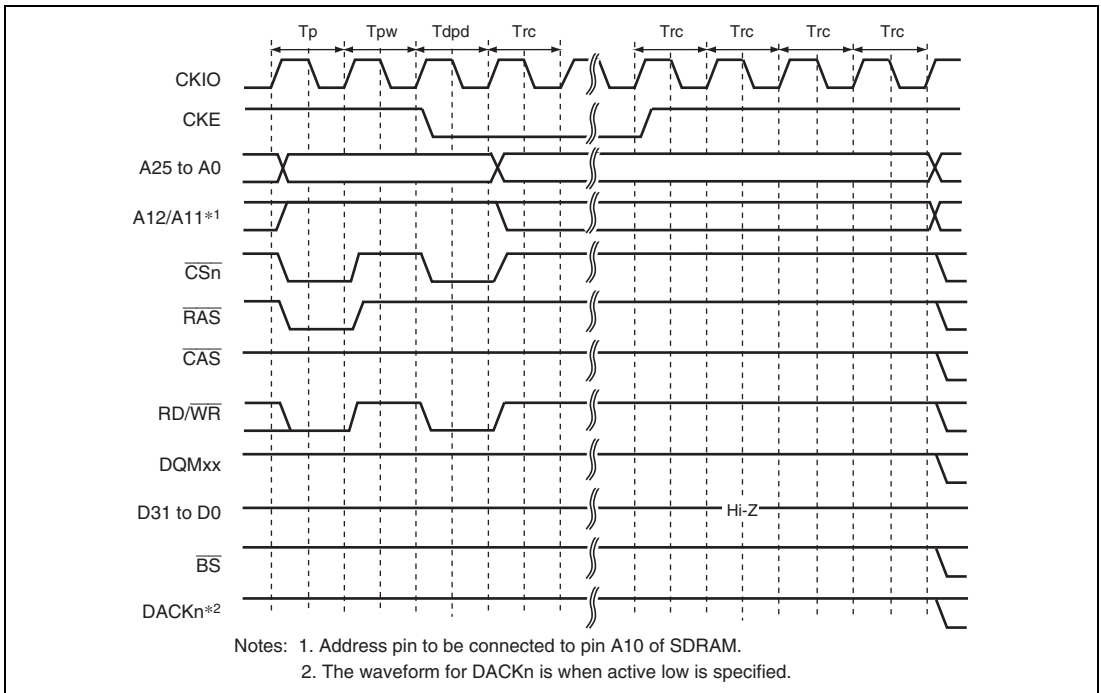 Tp Tpw Tdpd Trc Trc Trc Trc Trc
CKIO
CKE
A25 to A0
A12/A11*1
CSn
RAS
CAS
RD/WR
DQMxx
D31 to D0 Hi-Z
BS
DACKn*2
Notes: 1. Address pin to be connected to pin A10 of SDRAM.
2. The waveform for DACKn is when active low is specified.